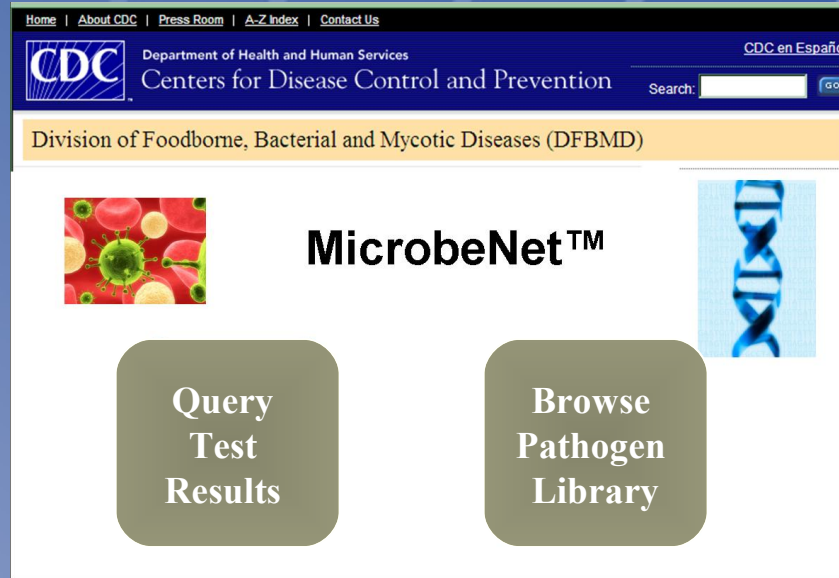 Home | About CDC | Press Room | A-Z Index | Contact Us
CDC
Department of Health and Human Services
Centers for Disease Control and Prevention
CDC en Españo
Search: GO
Division of Foodborne, Bacterial and Mycotic Diseases (DFBMD)
MicrobeNet™
Query
Test
Results
Browse
Pathogen
Library